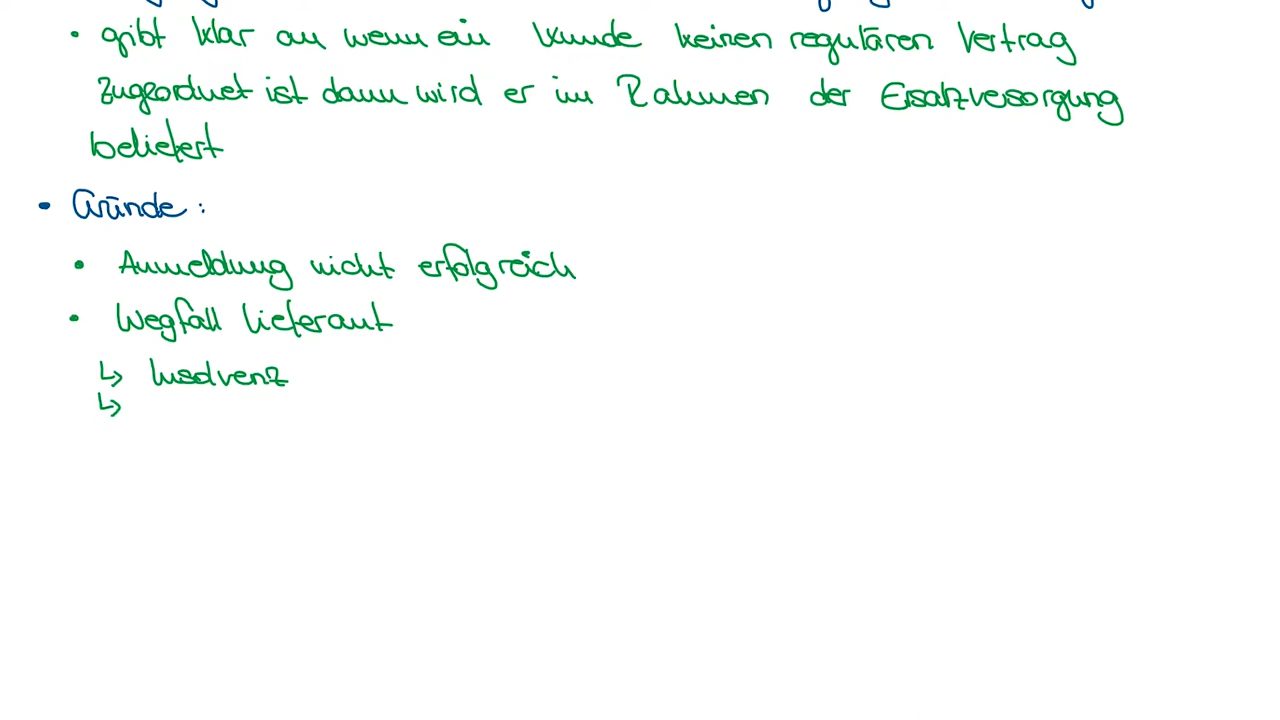 • gibt klar an wenn ein Kunde keinen regulären Vertrag
zugeordnet ist dann wird er im Rahmen der Ersatzversorgung
beliefert
• Gründe:
• Anmeldung nicht erfolgreich
• Wegfall Lieferant
↳ Insolvenz
↳